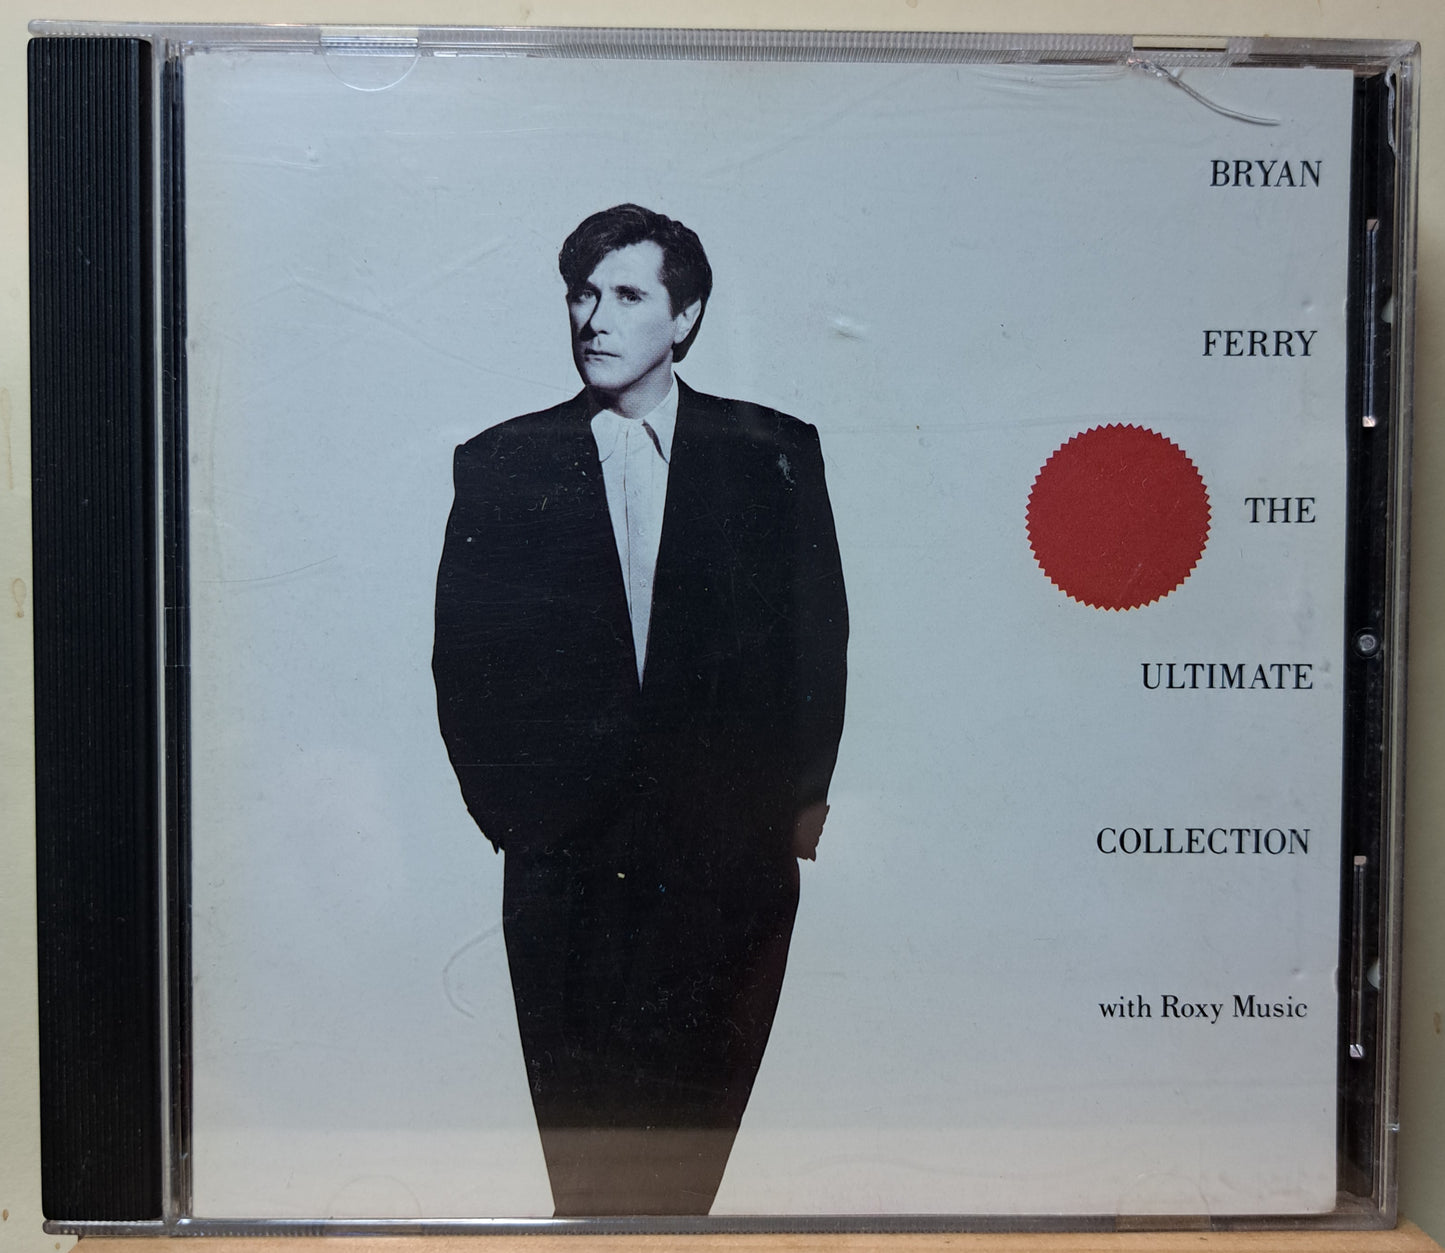 BRYAN
FERRY
THE
ULTIMATE
COLLECTION
with Roxy Music